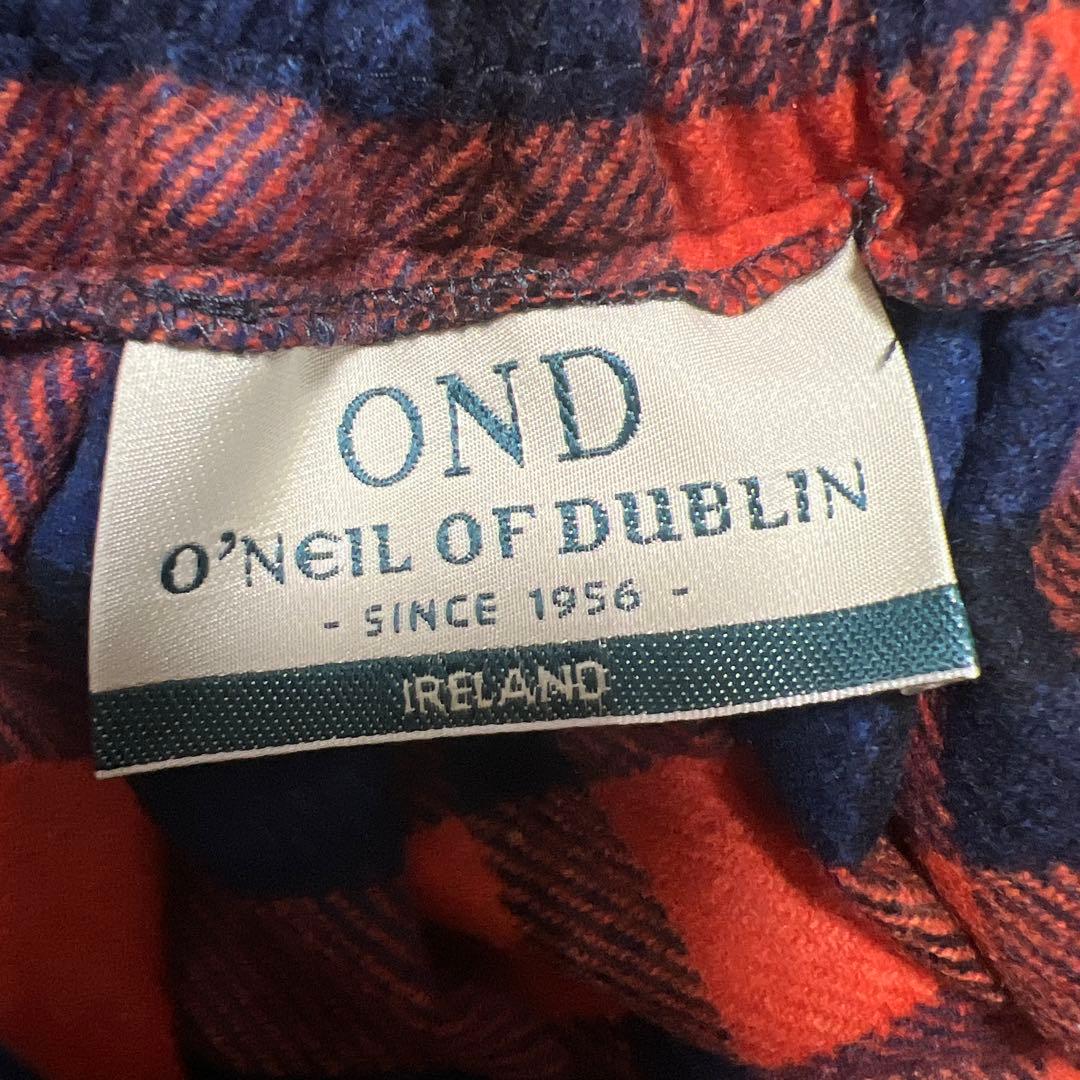 OND
O'NEIL OF DUBLIN
- SINCE 1956 -
IRELAND